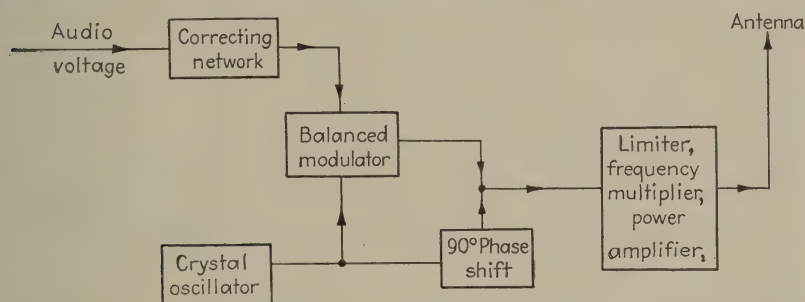 Audio
voltage
Correcting
network
Antenna
Balanced
modulator
Limiter,
frequency
multiplier,
power
amplifier,
Crystal
oscillator
90° Phase
shift